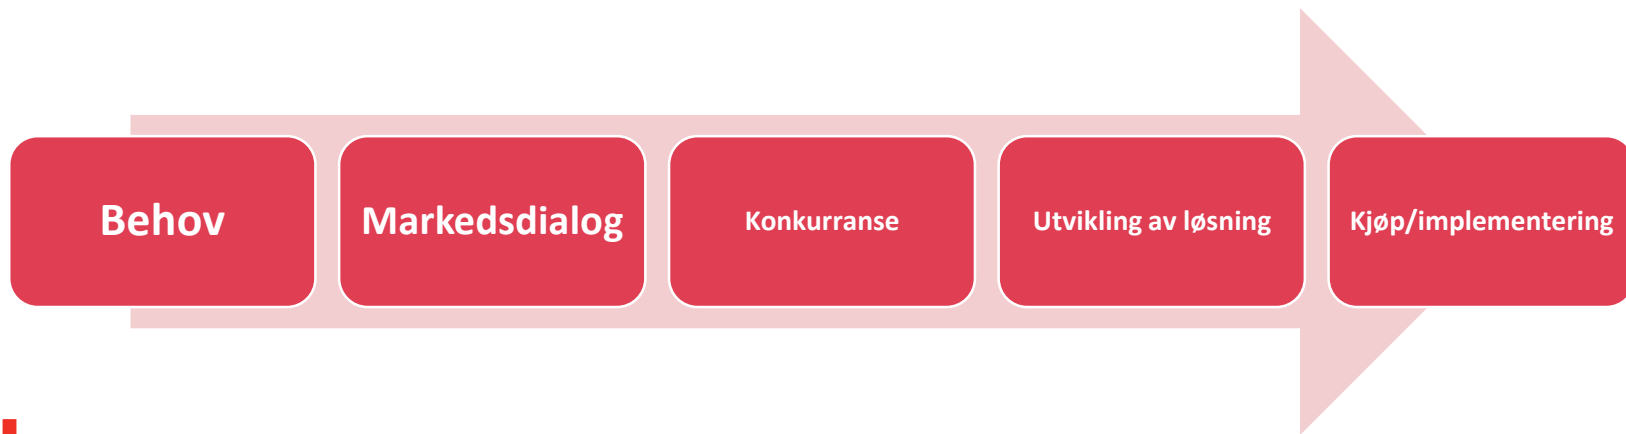 Behov
Markedsdialog
Konkurranse
Utvikling av løsning
Kjøp/implementering